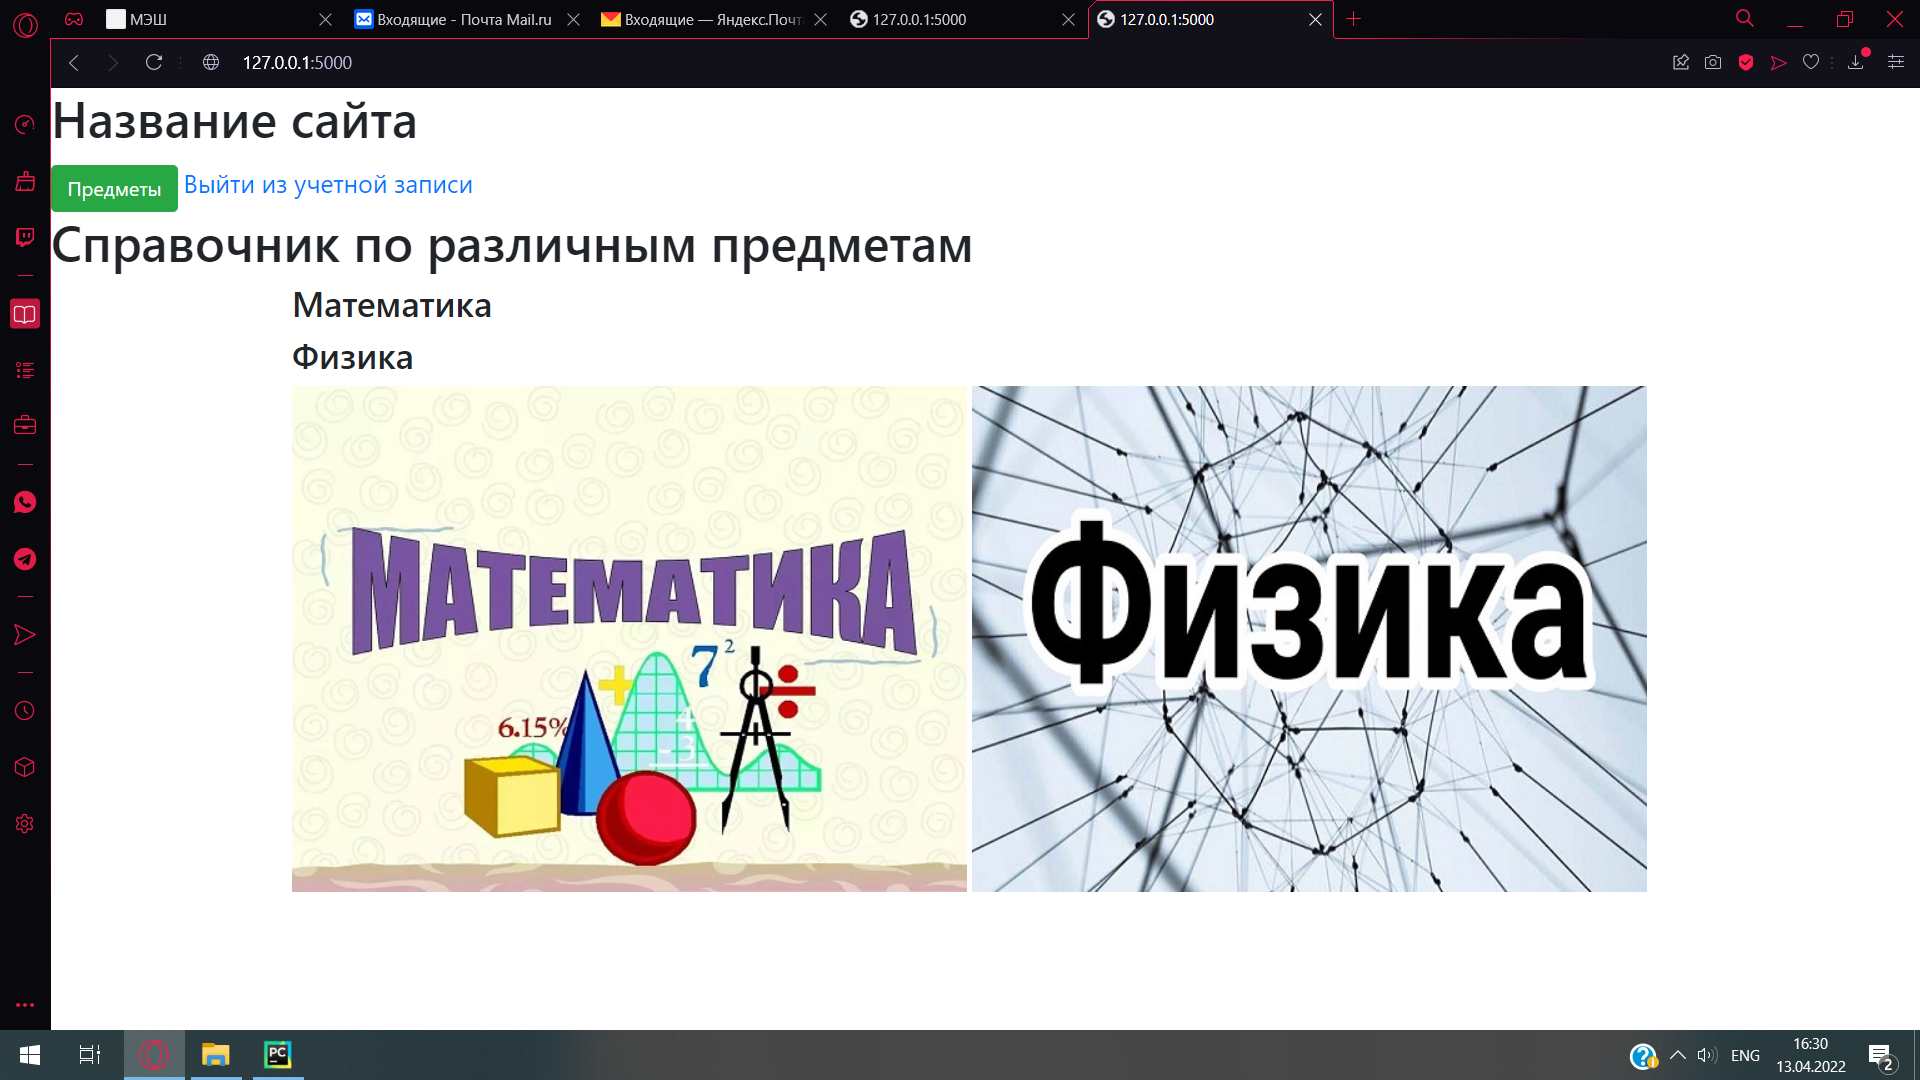 МЭШ
Входящие - Почта Mail.ru
Входящие — Яндекс.Почт
127.0.0.1:5000
127.0.0.1:5000
127.0.0.1:5000
Название сайта
Предметы
Выйти из учетной записи
Справочник по различным предметам
Математика
Физика
МАТЕМАТИКА
7²
6.15%
4
-3
Физика
PC
ENG
16:30
13.04.2022
2